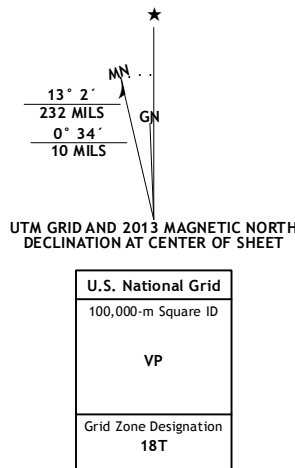 MN
GN
13° 2´
232 MILS
0° 34´
10 MILS
UTM GRID AND 2013 MAGNETIC NORTH
DECLINATION AT CENTER OF SHEET
U.S. National Grid
100,000-m Square ID
VP
Grid Zone Designation
18T